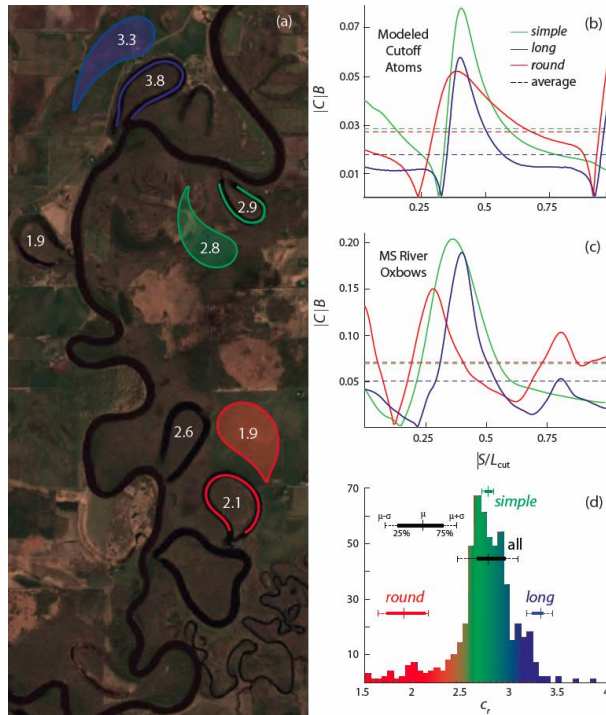 (a)
3.3
3.8
2.9
1.9
2.8
2.6
1.9
2.1
(b)
Modeled
Cutoff
Atoms
simple
long
round
average
|C|B
0.07
0.05
0.03
0.01
0.25
0.5
0.75
(c)
MS River
Oxbows
|C|B
0.20
0.15
0.10
0.05
0.25
0.5
0.75
|S/Lcut
(d)
70
50
30
10
μ-σ
μ
μ+σ
25%
75%
simple
all
round
long
1.5
2
2.5
3
3.5
4
cr